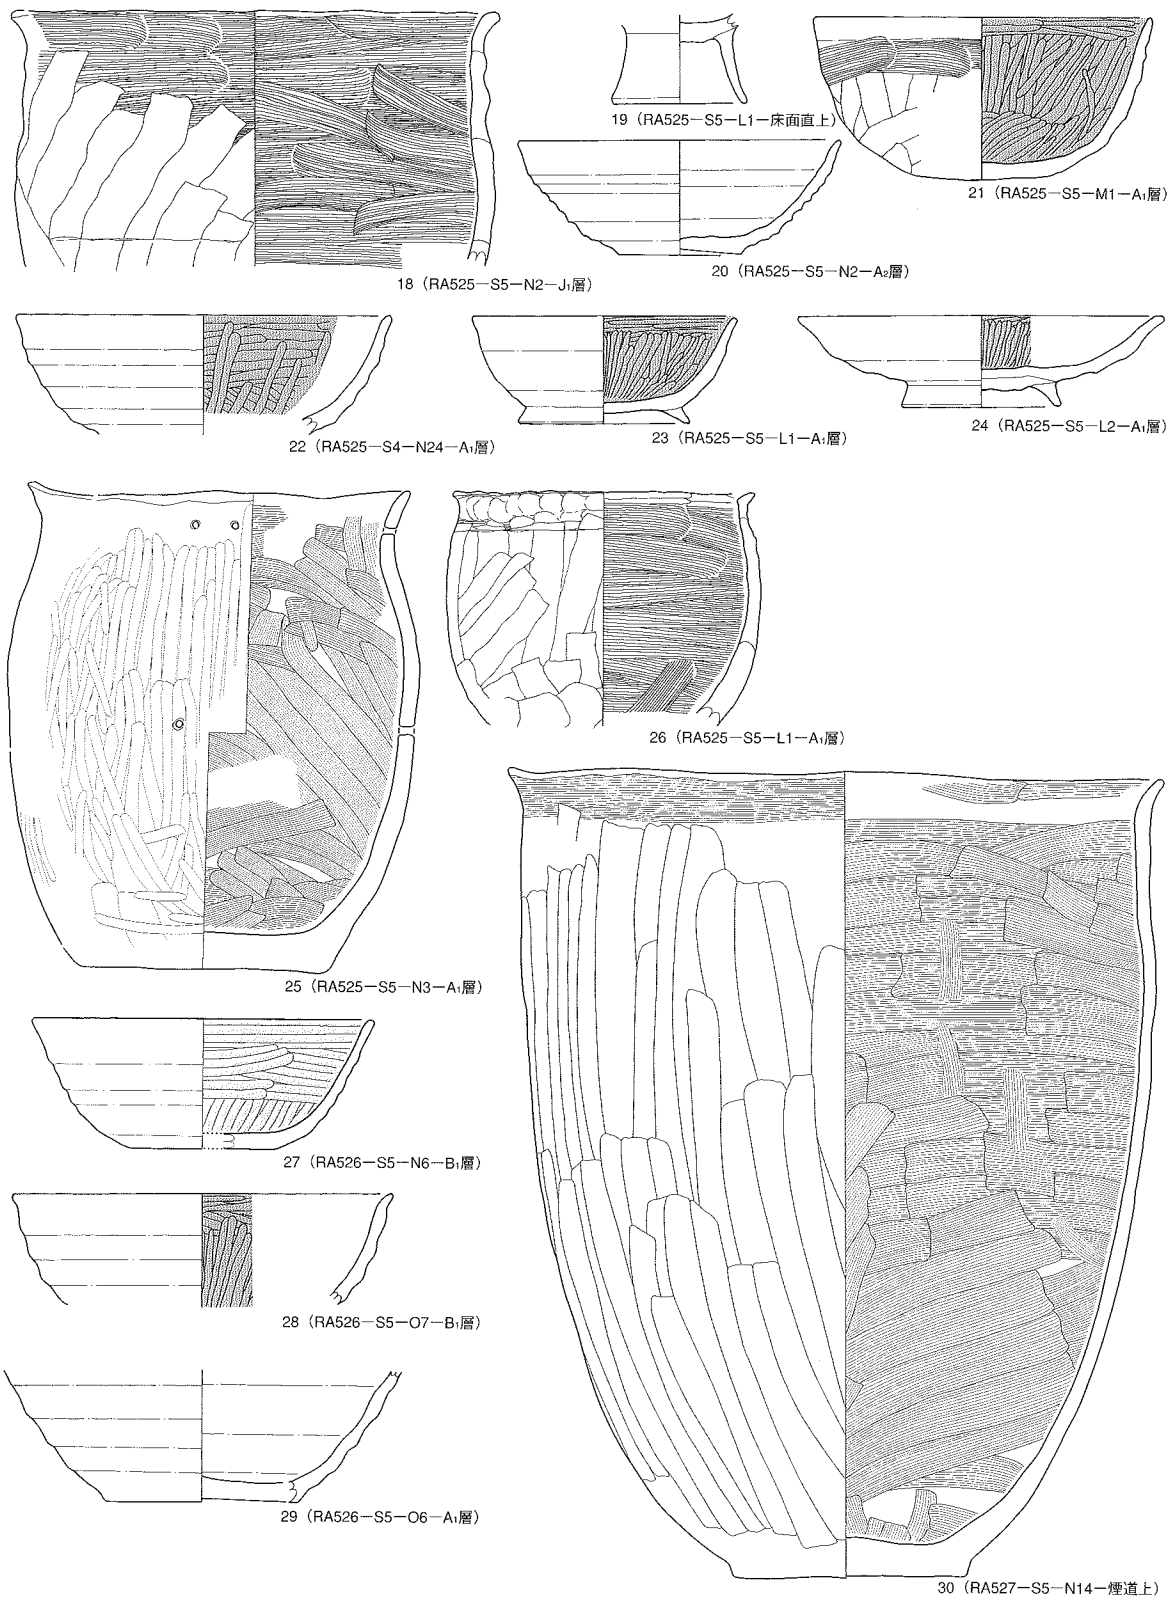 19（RA525－S5－L1－床面直上）
21（RA525－S5－M1－A₁層）
18（RA525－S5－N2－J₁層）
20（RA525－S5－N2－A₂層）
22（RA525－S4－N24－A₁層）
23（RA525－S5－L1－A₁層）
24（RA525－S5－L2－A₁層）
25（RA525－S5－N3－A₁層）
26（RA525－S5－L1－A₁層）
27（RA526－S5－N6－B₁層）
28（RA526－S5－O7－B₁層）
29（RA526－S5－O6－A₁層）
30（RA527－S5－N14－煙道上）